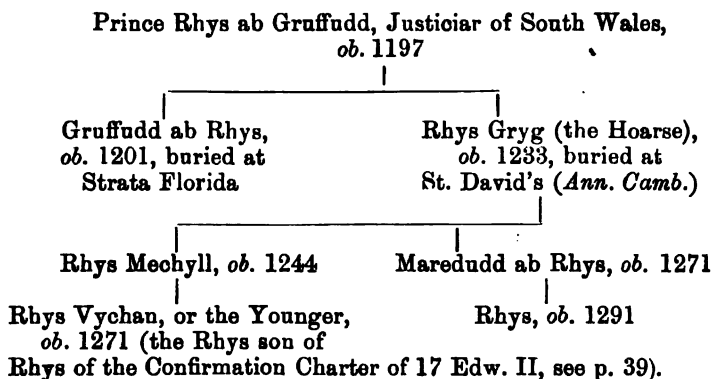 Prince Rhys ab Gruffudd, Justiciar of South Wales,
ob. 1197
Gruffudd ab Rhys,
ob. 1201, buried at
Strata Florida
Rhys Gryg (the Hoarse),
ob. 1233, buried at
St. David's (Ann. Camb.)
Rhys Mechyll, ob. 1244
Maredudd ab Rhys, ob. 1271
Rhys Vychan, or the Younger,
ob. 1271 (the Rhys son of
Rhys of the Confirmation Charter of 17 Edw. II, see p. 39).
Rhys, ob. 1291